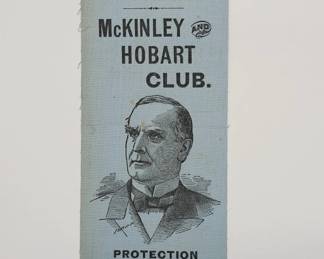 McKINLEY AND
HOBART
CLUB.
PROTECTION